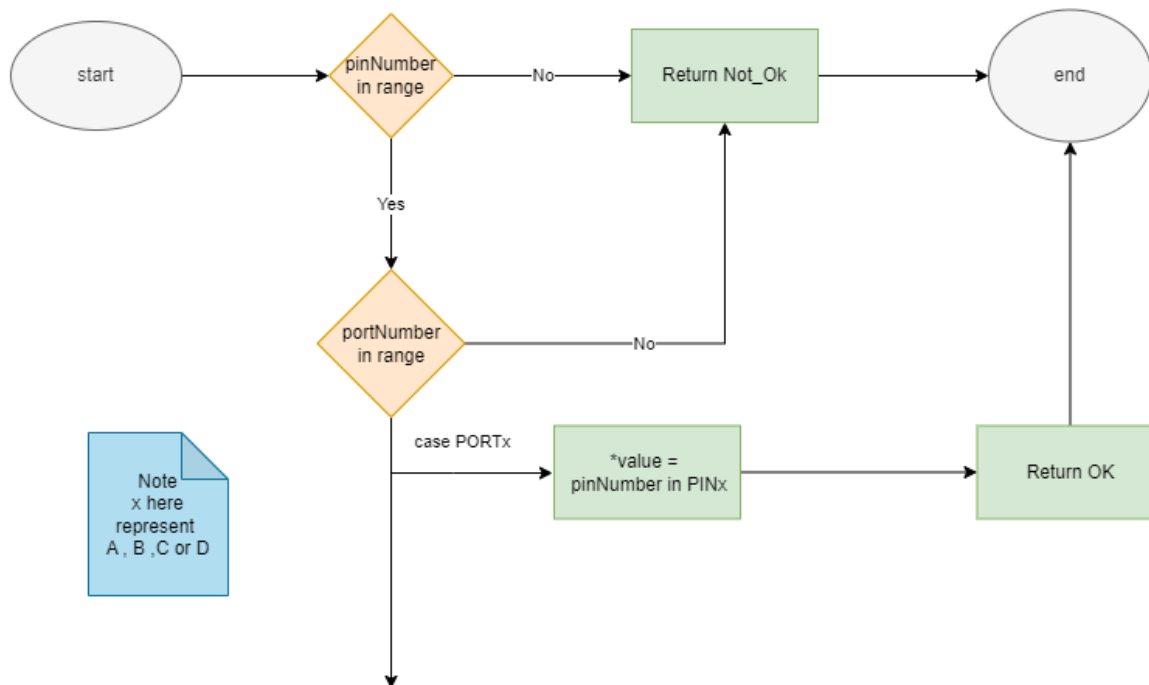 start
pinNumber
in range
No
Return Not_Ok
end
Yes
portNumber
in range
No
case PORTx
*value =
pinNumber in PINx
Return OK
Note
x here
represent
A , B ,C or D